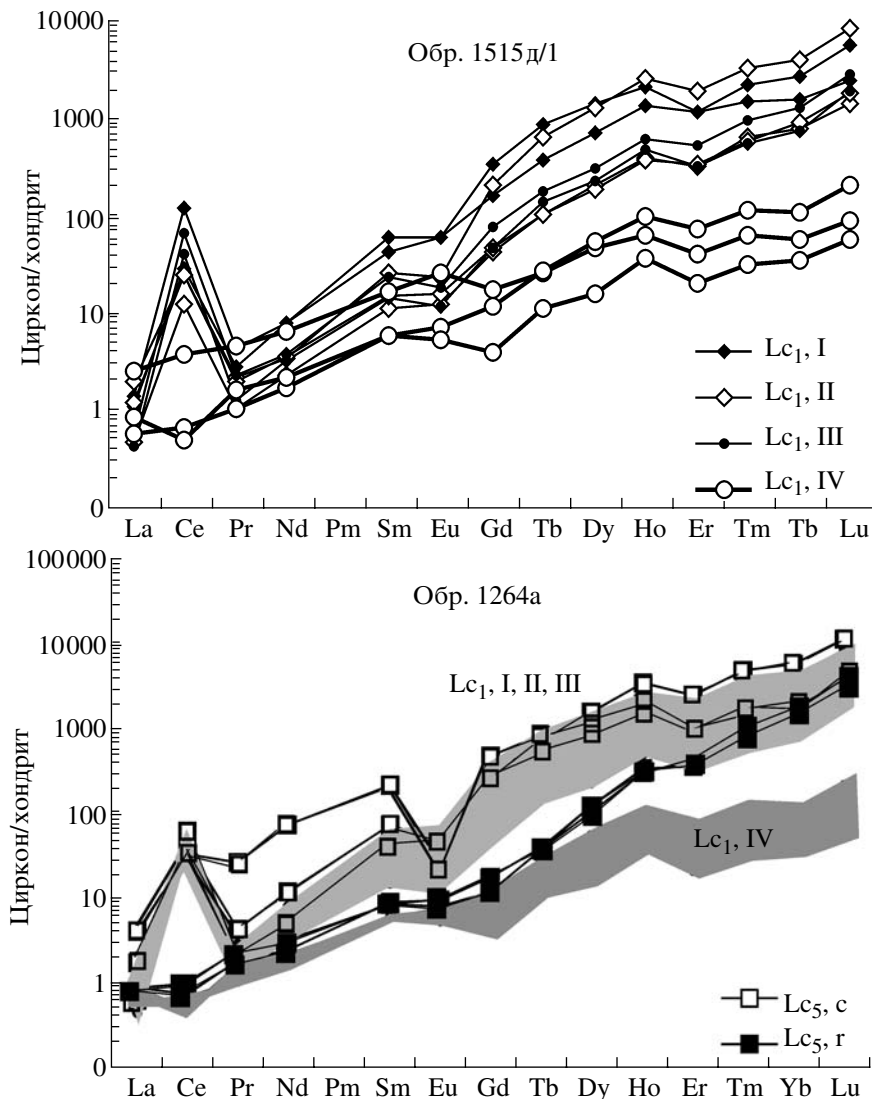 Обр. 1515д/1
Циркон/хондрит
10000
1000
100
10
1
0
Lc1, I
Lc1, II
Lc1, III
Lc1, IV
La Ce Pr Nd Pm Sm Eu Gd Tb Dy Ho Er Tm Tb Lu
Обр. 1264а
Циркон/хондрит
100000
10000
1000
100
10
1
0
Lc1, I, II, III
Lc1, IV
Lc5, c
Lc5, r
La Ce Pr Nd Pm Sm Eu Gd Tb Dy Ho Er Tm Yb Lu